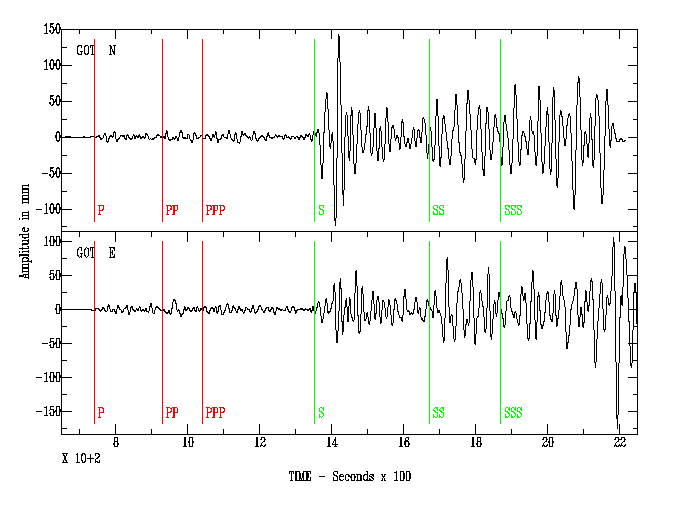 150
GOT N
100
50
0
-50
-100
P PP PPP S SS SSS
Amplitude in mm
100
GOT E
50
0
-50
-100
-150
P PP PPP S SS SSS
8 10 12 14 16 18 20 22
X 10+2
TIME - Seconds x 100